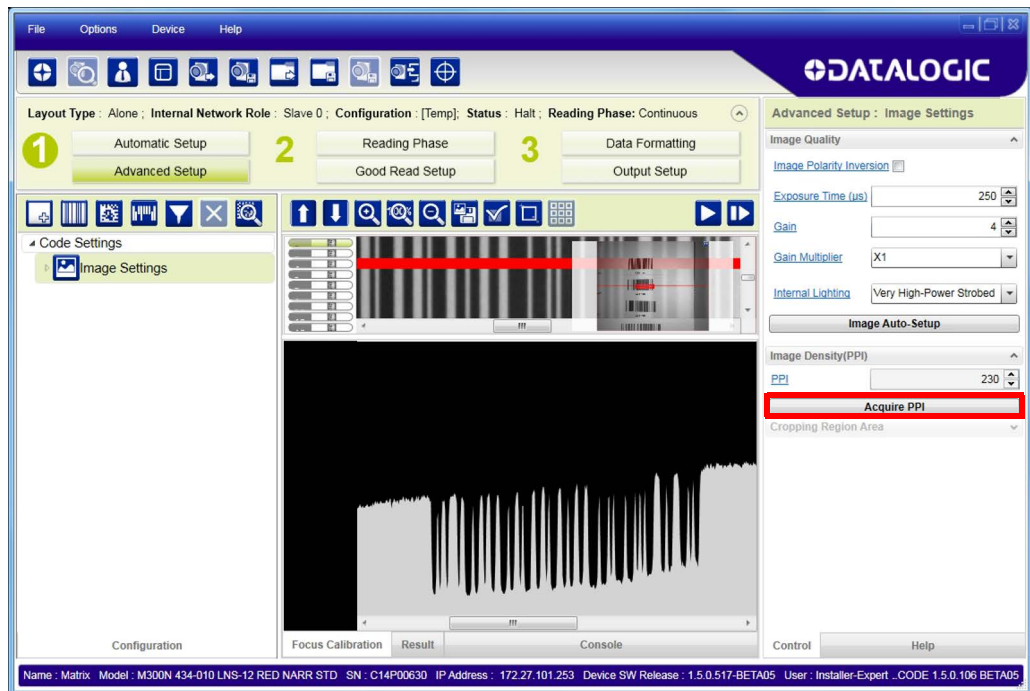 File Options Device Help
DATALOGIC
Layout Type : Alone ; Internal Network Role : Slave 0 ; Configuration : [Temp]; Status : Halt ; Reading Phase: Continuous
1 Automatic Setup 2 Reading Phase 3 Data Formatting
Advanced Setup Good Read Setup Output Setup
100%
Code Settings
Image Settings
Configuration
Focus Calibration Result Console
Advanced Setup : Image Settings
Image Quality
Image Polarity Inversion
Exposure Time (µs) 250
Gain 4
Gain Multiplier X1
Internal Lighting Very High-Power Strobed
Image Auto-Setup
Image Density(PPI)
PPI 230
Acquire PPI
Cropping Region Area
Control Help
Name : Matrix Model : M300N 434-010 LNS-12 RED NARR STD SN : C14P00630 IP Address : 172.27.101.253 Device SW Release : 1.5.0.517-BETA05 User : Installer-Expert ..CODE 1.5.0.106 BETA05